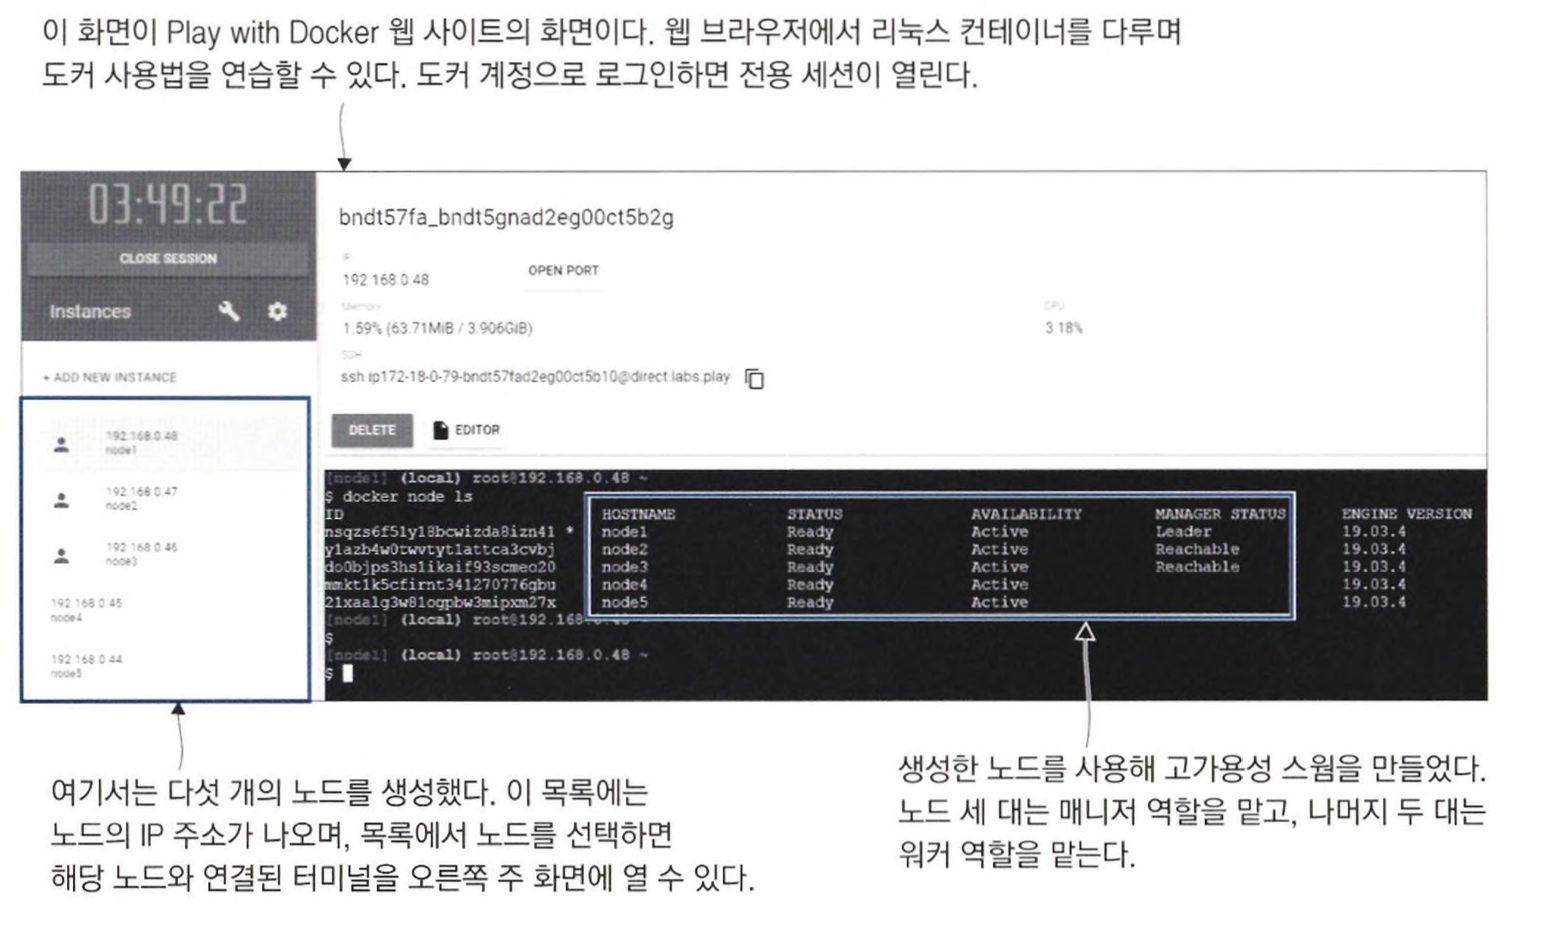 이 화면이 Play with Docker 웹 사이트의 화면이다. 웹 브라우저에서 리눅스 컨테이너를 다루며
도커 사용법을 연습할 수 있다. 도커 계정으로 로그인하면 전용 세션이 열린다.
03:49:22
CLOSE SESSION
Instances
+ ADD NEW INSTANCE
192.168.0.48
node1
192.168.0.47
node2
192.168.0.46
node3
192.168.0.45
node4
192.168.0.44
node5
bndt57fa_bndt5gnad2eg00ct5b2g
IP
192.168.0.48
OPEN PORT
Memory
1.59% (63.71MiB / 3.906GiB)
CPU
3.18%
SSH
ssh ip172-18-0-79-bndt57fad2eg00ct5b10@direct.labs.play
DELETE
EDITOR
[node1] (local) root@192.168.0.48 ~
$ docker node ls
ID HOSTNAME STATUS AVAILABILITY MANAGER STATUS ENGINE VERSION
nsqzs6f5ly18bcwizda8izn41 * node1 Ready Active Leader 19.03.4
y1azb4w0twvtyt1attca3cvbj node2 Ready Active Reachable 19.03.4
do0bjps3hs1ikaif93scmeo20 node3 Ready Active Reachable 19.03.4
mmkt1k5cfirnt341270776gbu node4 Ready Active 19.03.4
21xaalg3w81ogpbw3mipxm27x node5 Ready Active 19.03.4
[node1] (local) root@192.168.0.48 ~
$
[node1] (local) root@192.168.0.48 ~
$
여기서는 다섯 개의 노드를 생성했다. 이 목록에는
노드의 IP 주소가 나오며, 목록에서 노드를 선택하면
해당 노드와 연결된 터미널을 오른쪽 주 화면에 열 수 있다.
생성한 노드를 사용해 고가용성 스웜을 만들었다.
노드 세 대는 매니저 역할을 맡고, 나머지 두 대는
워커 역할을 맡는다.